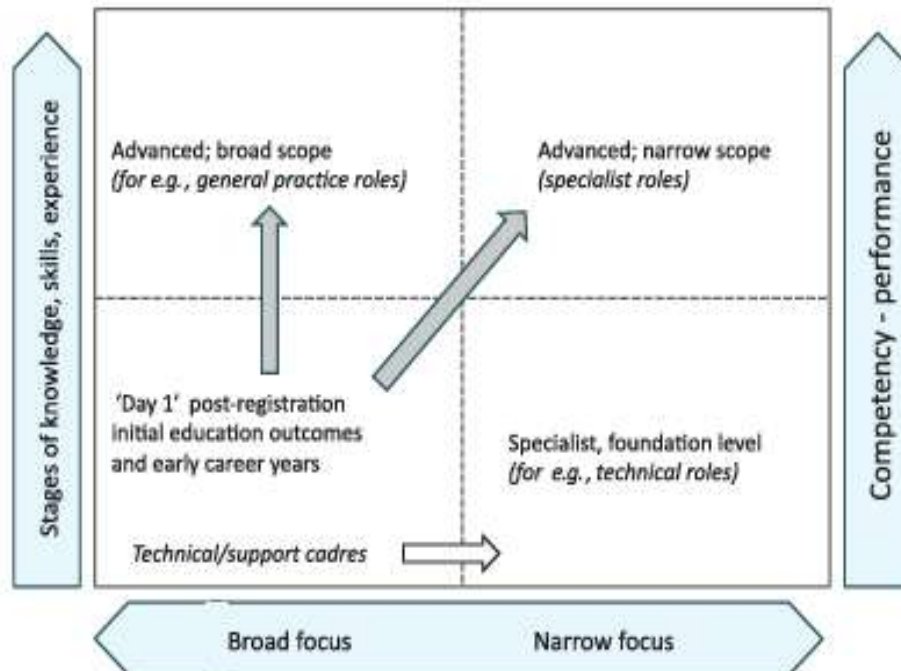 Stages of knowledge, skills, experience
Advanced; broad scope
(for e.g., general practice roles)
Advanced; narrow scope
(specialist roles)
'Day 1' post-registration
initial education outcomes
and early career years
Specialist, foundation level
(for e.g., technical roles)
Technical/support cadres
Competency - performance
Broad focus
Narrow focus